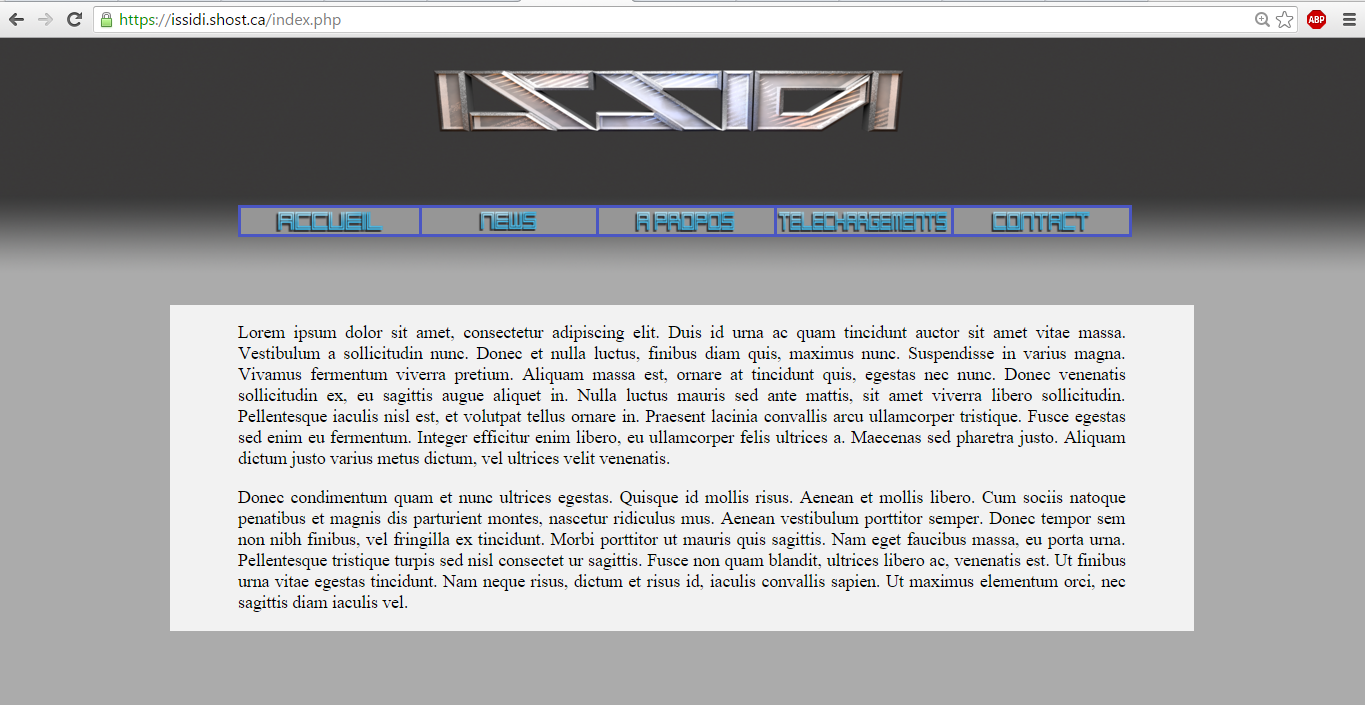 https://issidi.shost.ca/index.php
ABP
ISSIDI
ACCUEIL NEWS A PROPOS TELECHARGEMENTS CONTACT
Lorem ipsum dolor sit amet, consectetur adipiscing elit. Duis id urna ac quam tincidunt auctor sit amet vitae massa.
Vestibulum a sollicitudin nunc. Donec et nulla luctus, finibus diam quis, maximus nunc. Suspendisse in varius magna.
Vivamus fermentum viverra pretium. Aliquam massa est, ornare at tincidunt quis, egestas nec nunc. Donec venenatis
sollicitudin ex, eu sagittis augue aliquet in. Nulla luctus mauris sed ante mattis, sit amet viverra libero sollicitudin.
Pellentesque iaculis nisl est, et volutpat tellus ornare in. Praesent lacinia convallis arcu ullamcorper tristique. Fusce egestas
sed enim eu fermentum. Integer efficitur enim libero, eu ullamcorper felis ultrices a. Maecenas sed pharetra justo. Aliquam
dictum justo varius metus dictum, vel ultrices velit venenatis.
Donec condimentum quam et nunc ultrices egestas. Quisque id mollis risus. Aenean et mollis libero. Cum sociis natoque
penatibus et magnis dis parturient montes, nascetur ridiculus mus. Aenean vestibulum porttitor semper. Donec tempor sem
non nibh finibus, vel fringilla ex tincidunt. Morbi porttitor ut mauris quis sagittis. Nam eget faucibus massa, eu porta urna.
Pellentesque tristique turpis sed nisl consectet ur sagittis. Fusce non quam blandit, ultrices libero ac, venenatis est. Ut finibus
urna vitae egestas tincidunt. Nam neque risus, dictum et risus id, iaculis convallis sapien. Ut maximus elementum orci, nec
sagittis diam iaculis vel.